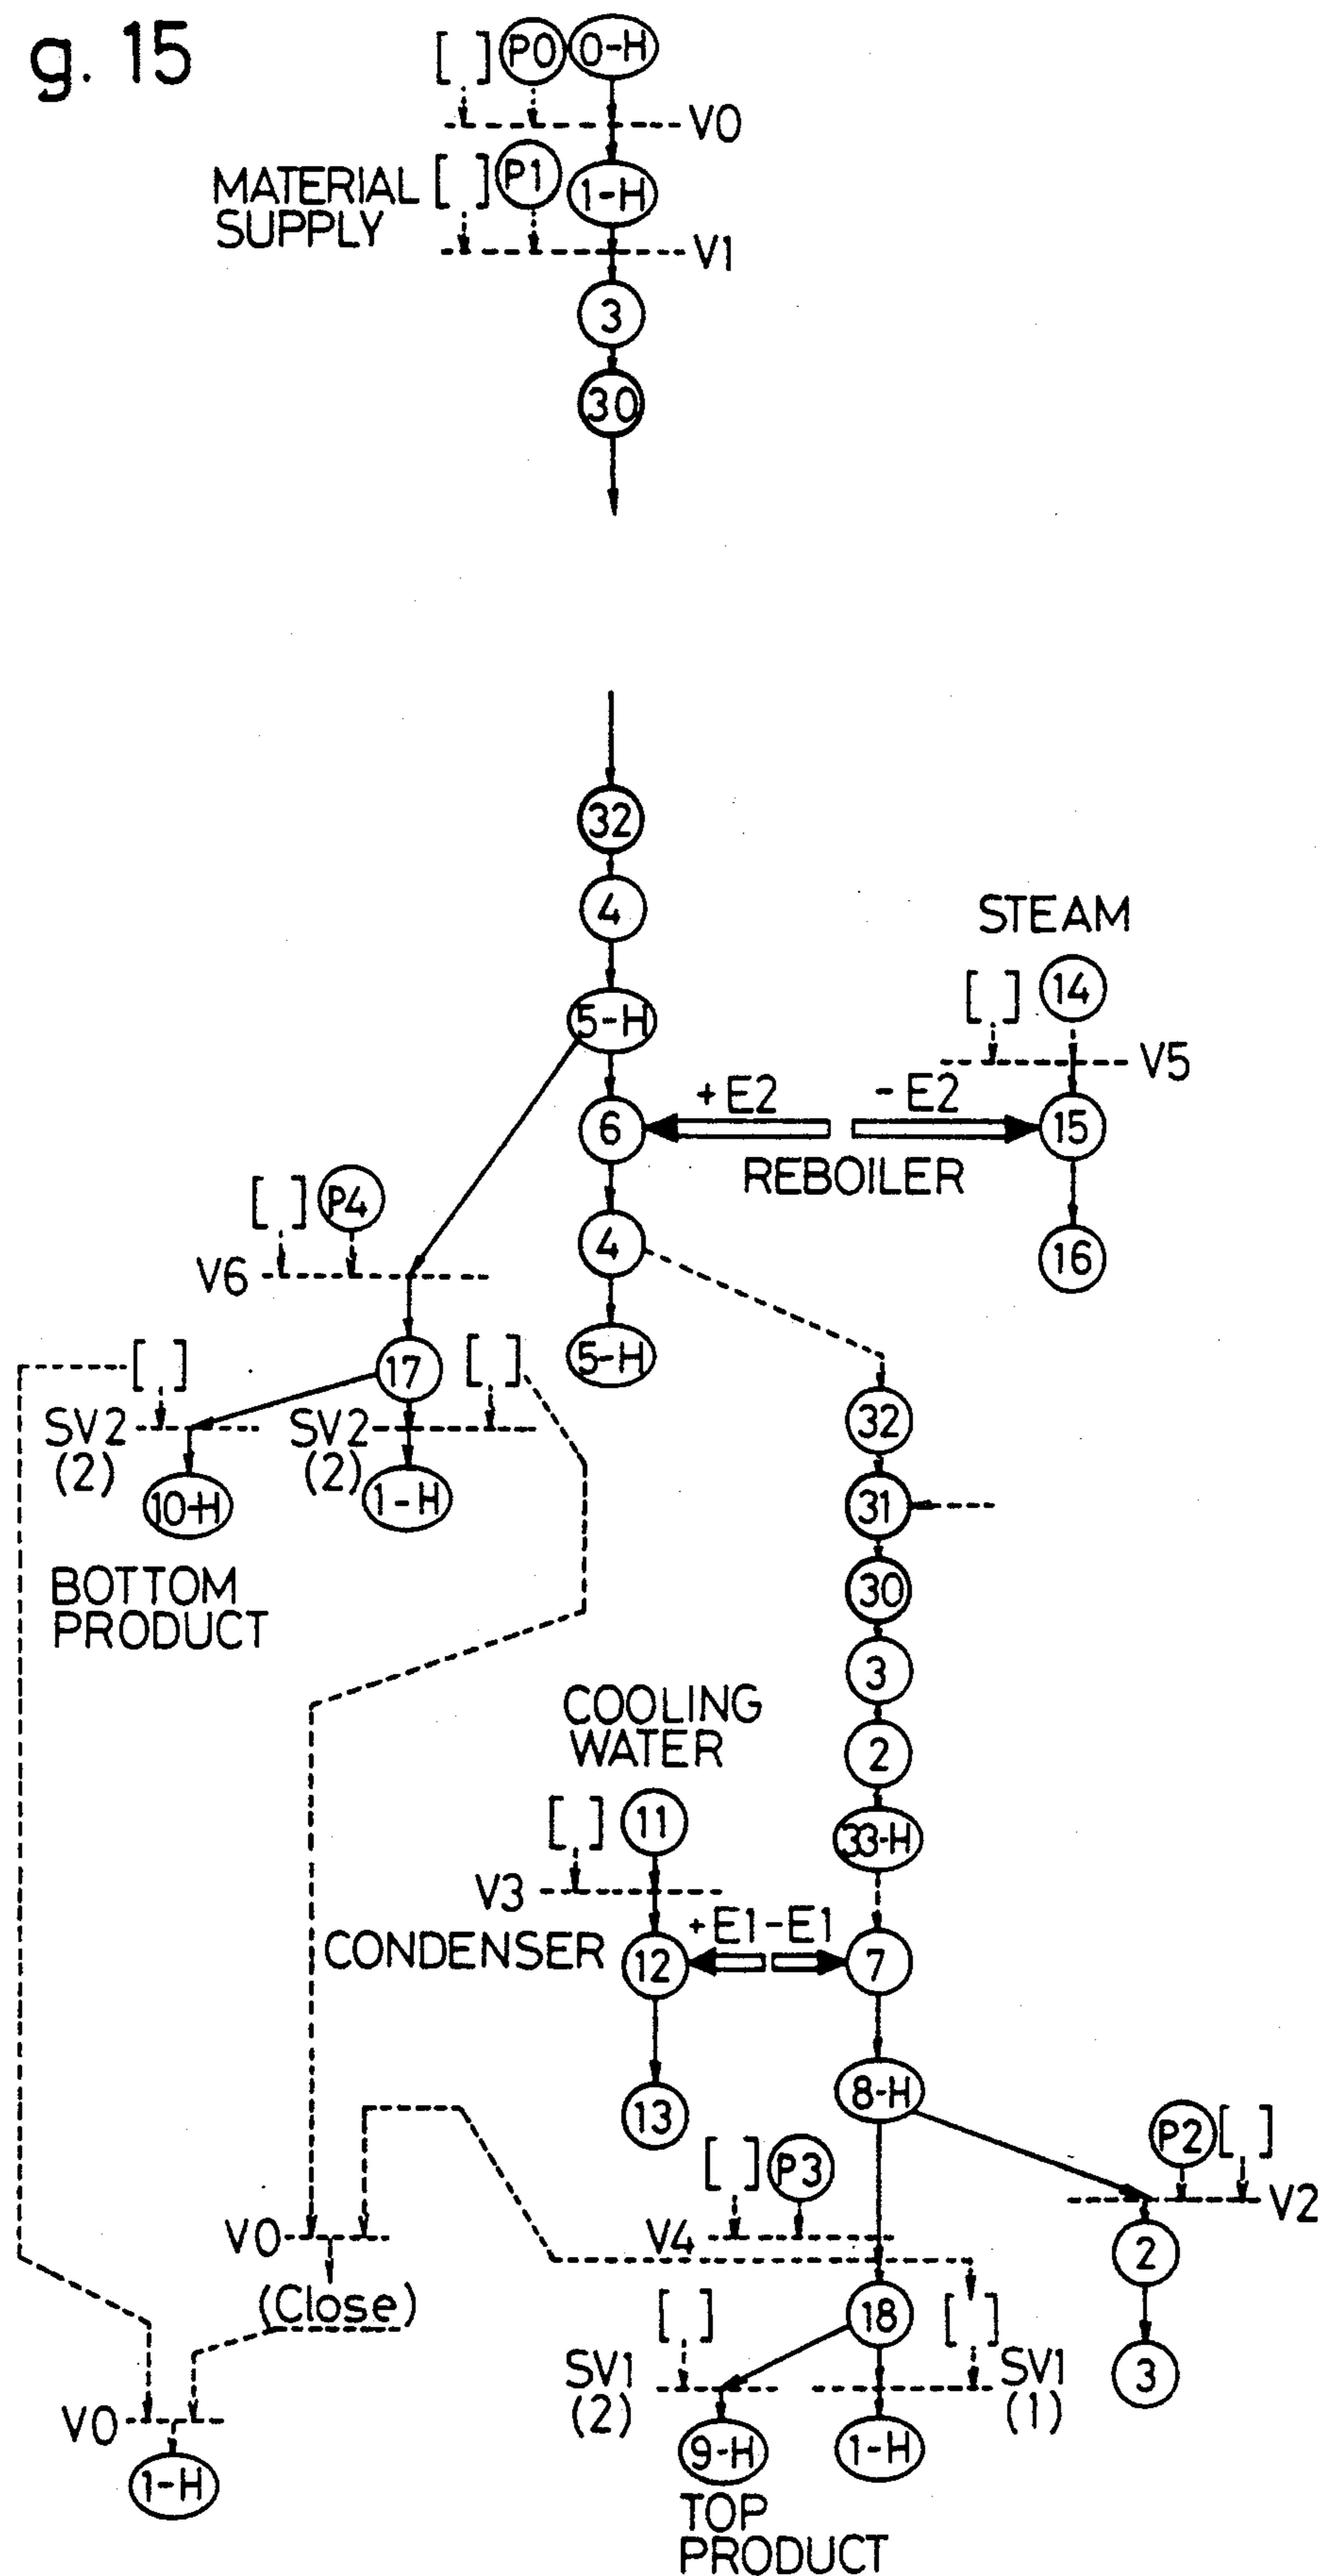 g. 15
[ ] P0 0-H
V0
MATERIAL SUPPLY
[ ] P1 1-H
V1
3
30
32
4
STEAM
[ ] 14
5-H
V5
+E2 -E2
6
15
REBOILER
[ ] P4
4
16
V6
5-H
[ ]
17
[ ]
32
SV2
(2)
SV2
(2)
10-H
1-H
31
BOTTOM
PRODUCT
30
3
COOLING
WATER
2
[ ] 11
33-H
V3
+E1 -E1
CONDENSER
12
7
8-H
13
[ ] P3
P2 [ ]
V0
V4
V2
2
(Close)
[ ]
18
[ ]
SV1
(2)
SV1
(1)
3
V0
9-H
1-H
1-H
TOP
PRODUCT